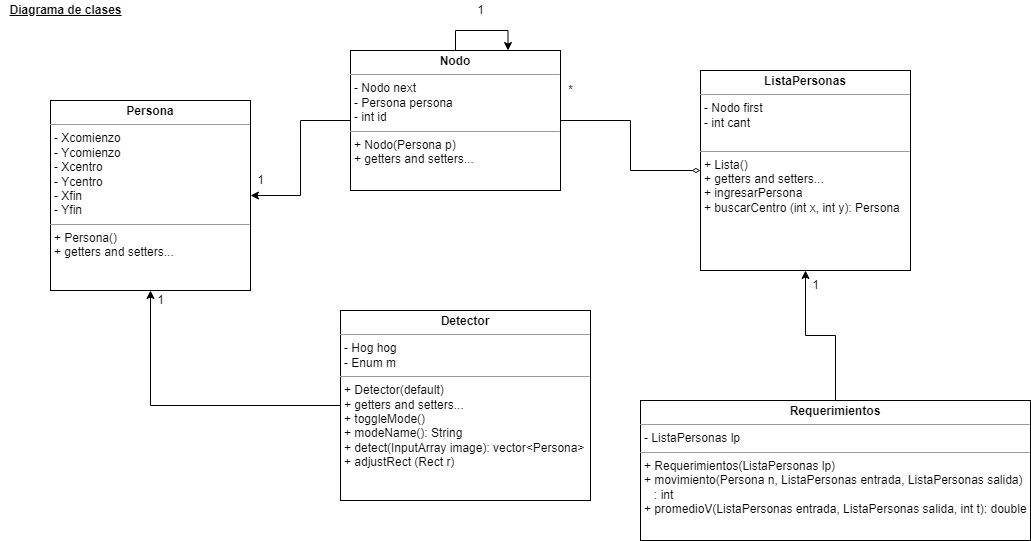 Diagrama de clases
1
Nodo
- Nodo next
- Persona persona
- int id
+ Nodo(Persona p)
+ getters and setters...
*
ListaPersonas
- Nodo first
- int cant
+ Lista()
+ getters and setters...
+ ingresarPersona
+ buscarCentro (int x, int y): Persona
Persona
- Xcomienzo
- Ycomienzo
- Xcentro
- Ycentro
- Xfin
- Yfin
+ Persona()
+ getters and setters...
1
1
1
Detector
- Hog hog
- Enum m
+ Detector(default)
+ getters and setters...
+ toggleMode()
+ modeName(): String
+ detect(InputArray image): vector<Persona>
+ adjustRect (Rect r)
Requerimientos
- ListaPersonas lp
+ Requerimientos(ListaPersonas lp)
+ movimiento(Persona n, ListaPersonas entrada, ListaPersonas salida)
: int
+ promedioV(ListaPersonas entrada, ListaPersonas salida, int t): double